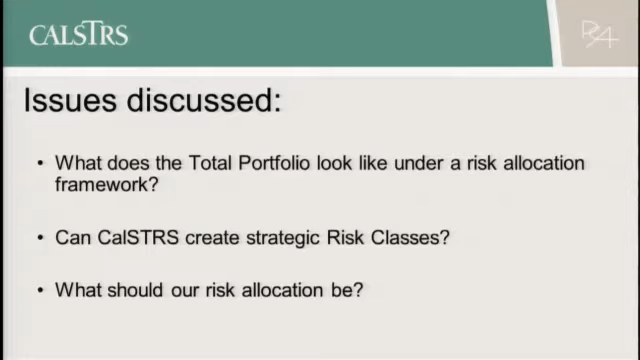 CALSTRS
Issues discussed:
• What does the Total Portfolio look like under a risk allocation
framework?
• Can CalSTRS create strategic Risk Classes?
• What should our risk allocation be?